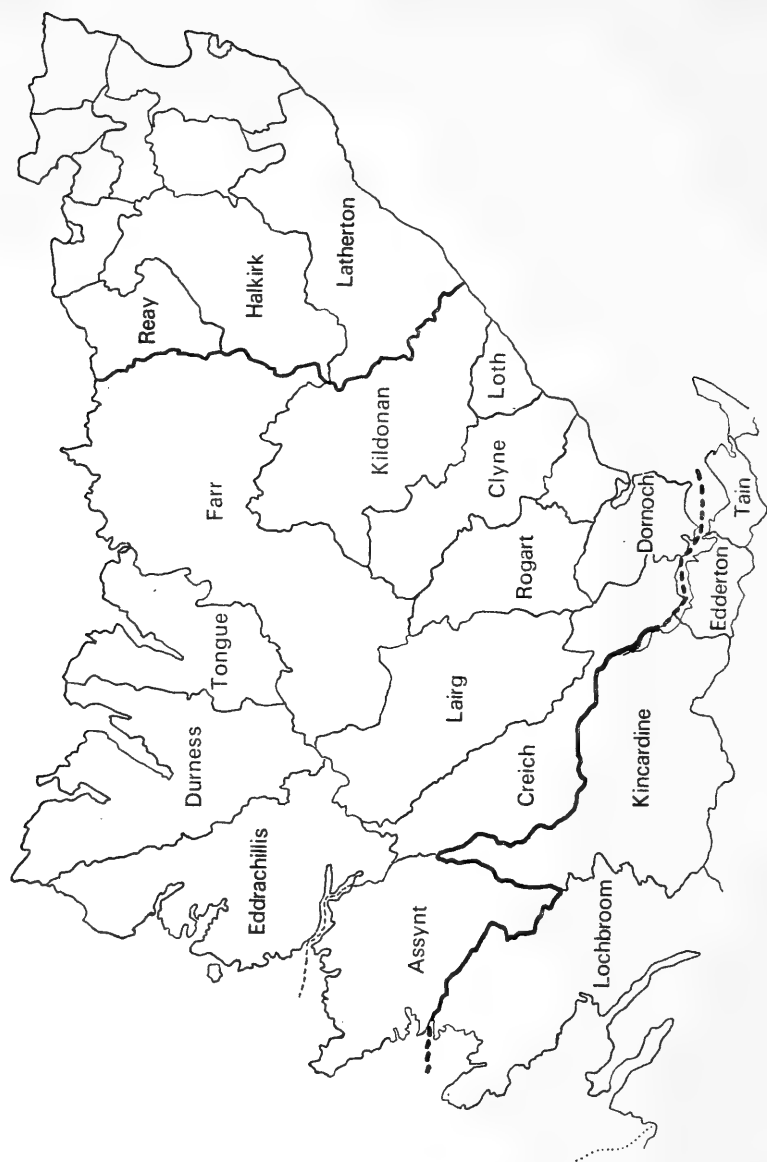 Reay
Halkirk
Latherton
Farr
Kildonan
Loth
Clyne
Tongue
Rogart
Dornoch
Tain
Durness
Lairg
Edderton
Creich
Kincardine
Eddrachillis
Assynt
Lochbroom